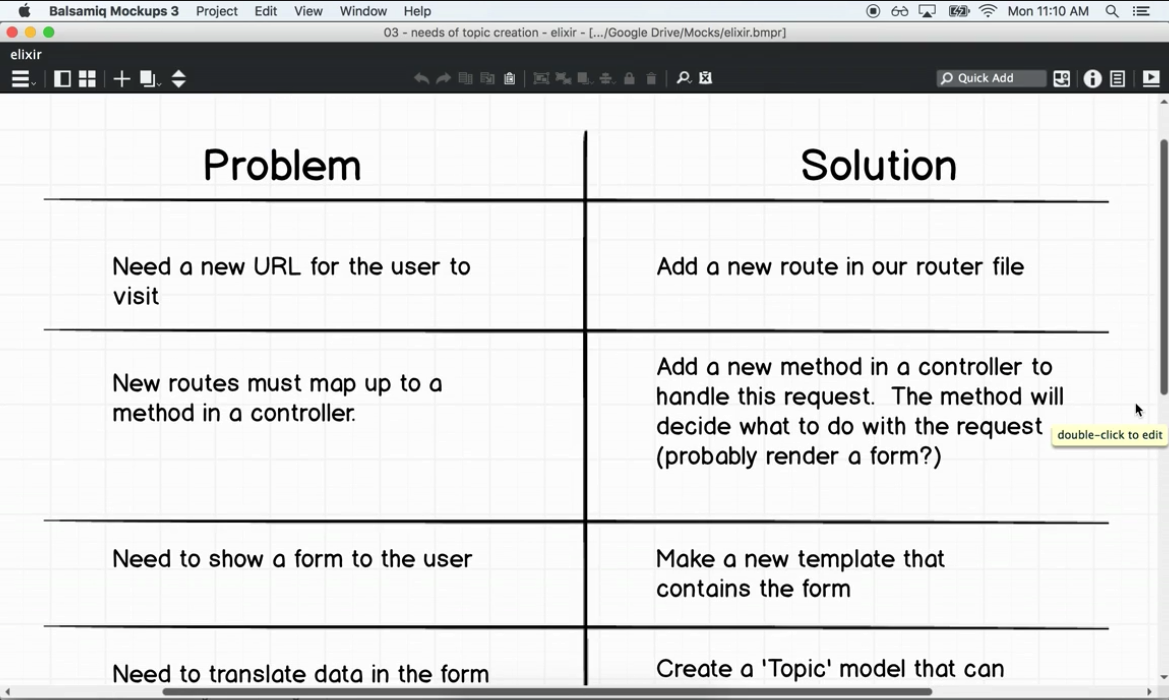 Balsamiq Mockups 3 Project Edit View Window Help Mon 11:10 AM
03 - needs of topic creation - elixir - [.../Google Drive/Mocks/elixir.bmpr]
elixir
Quick Add
Problem
Solution
Need a new URL for the user to
visit
Add a new route in our router file
New routes must map up to a
method in a controller.
Add a new method in a controller to
handle this request. The method will
decide what to do with the request
(probably render a form?)
double-click to edit
Need to show a form to the user
Make a new template that
contains the form
Need to translate data in the form
Create a 'Topic' model that can